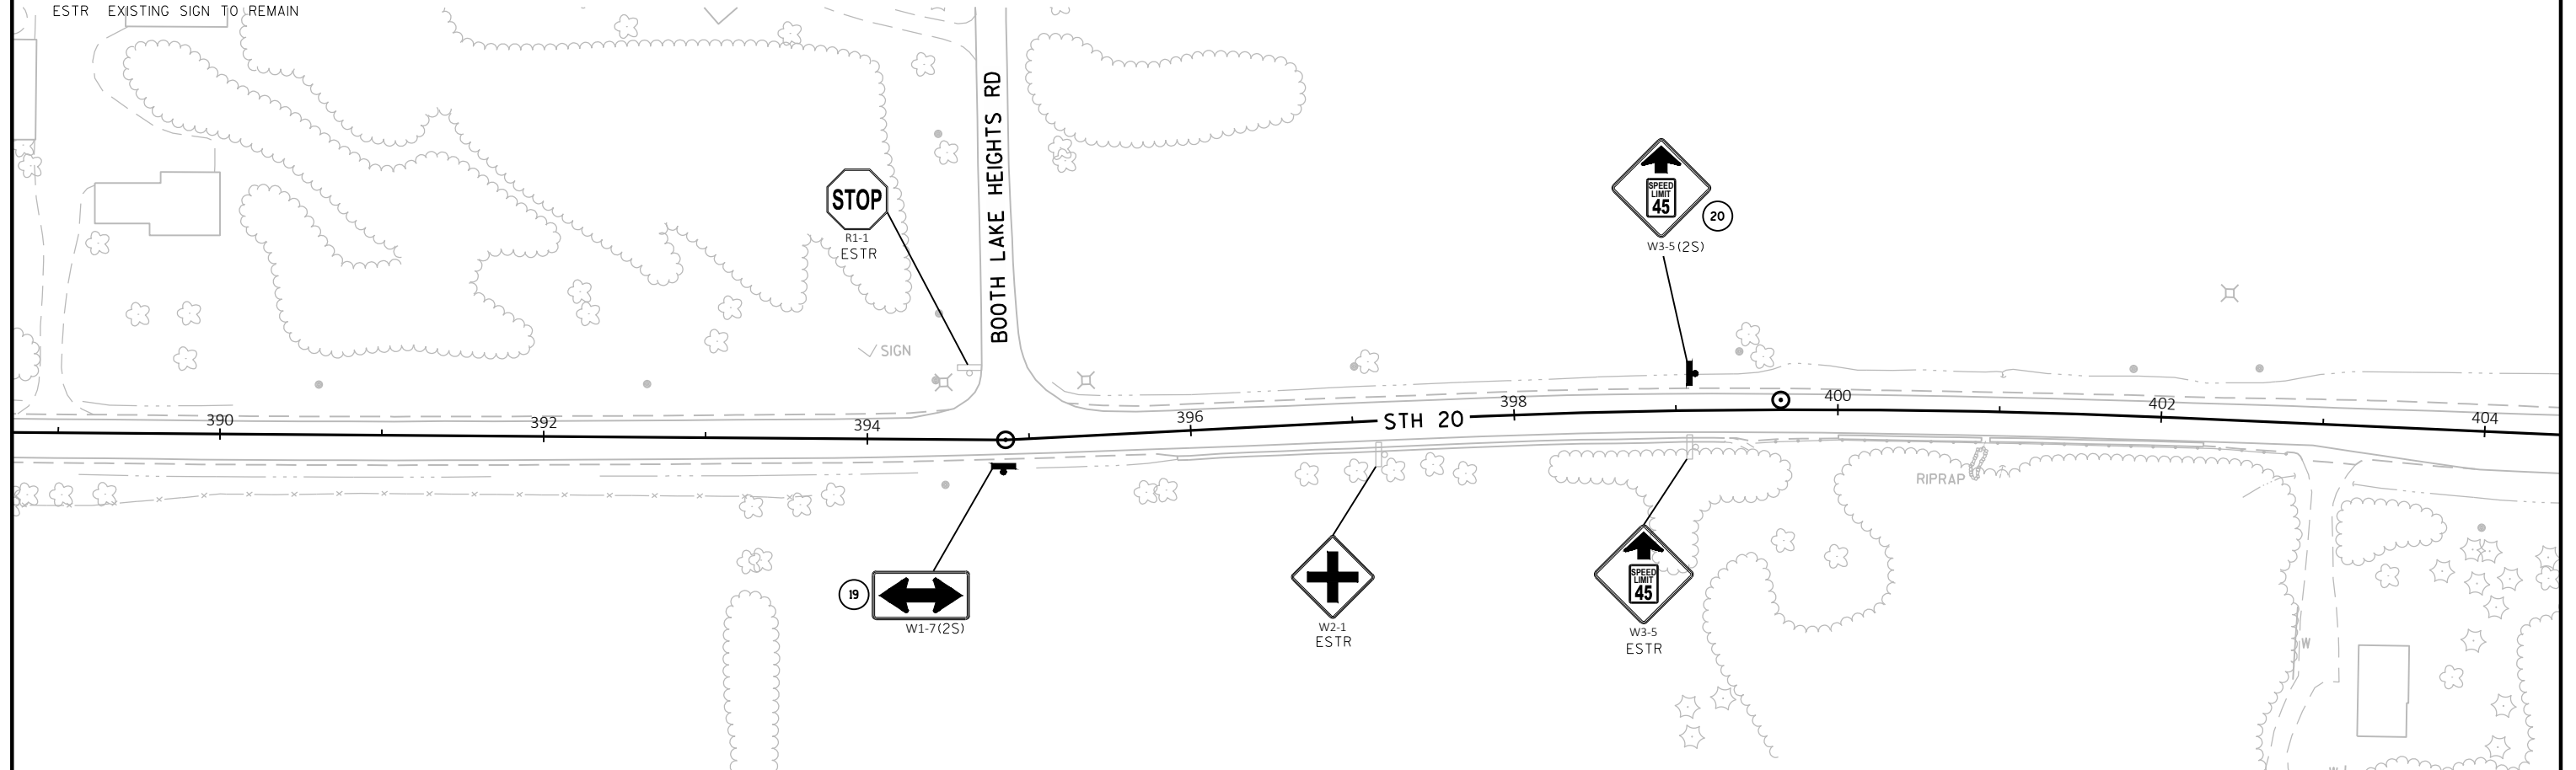 ESTR EXISTING SIGN TO REMAIN
BOOTH LAKE HEIGHTS RD
STOP
R1-1
ESTR
SPEED
LIMIT
45
20
W3-5(2S)
SIGN
390
392
394
396
STH 20
398
400
402
404
RIPRAP
19
W1-7(2S)
W2-1
ESTR
SPEED
LIMIT
45
W3-5
ESTR
W